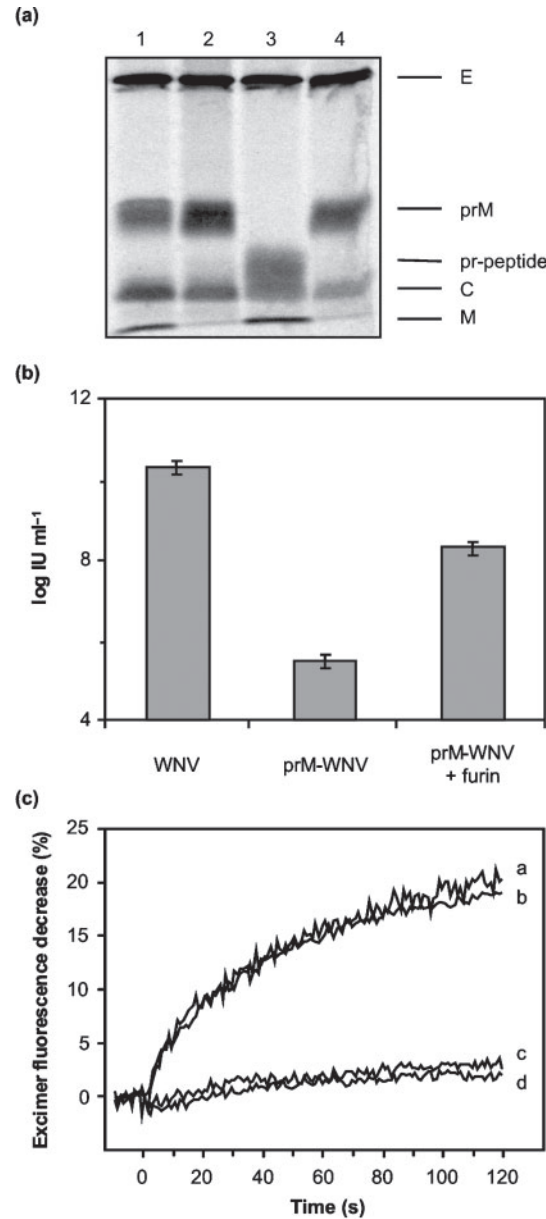 (a)
1 2 3 4
E
prM
pr-peptide
C
M
(b)
12
8
4
log IU ml⁻¹
WNV prM-WNV prM-WNV
+ furin
(c)
25
20
15
10
5
0
Excimer fluorescence decrease (%)
a
b
c
d
0 20 40 60 80 100 120
Time (s)